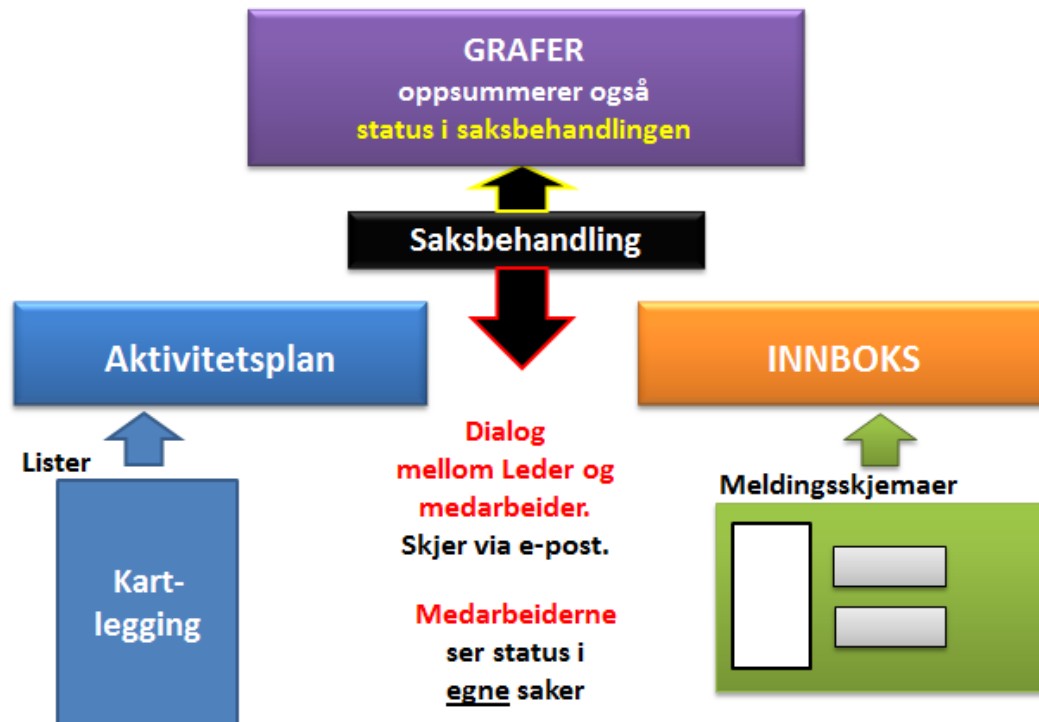 GRAFER
oppsummerer også
status i saksbehandlingen
Saksbehandling
Aktivitetsplan
INNBOKS
Lister
Kart-
legging
Dialog
mellom Leder og
medarbeider.
Skjer via e-post.
Medarbeiderne
ser status i
egne saker
Meldingsskjemaer